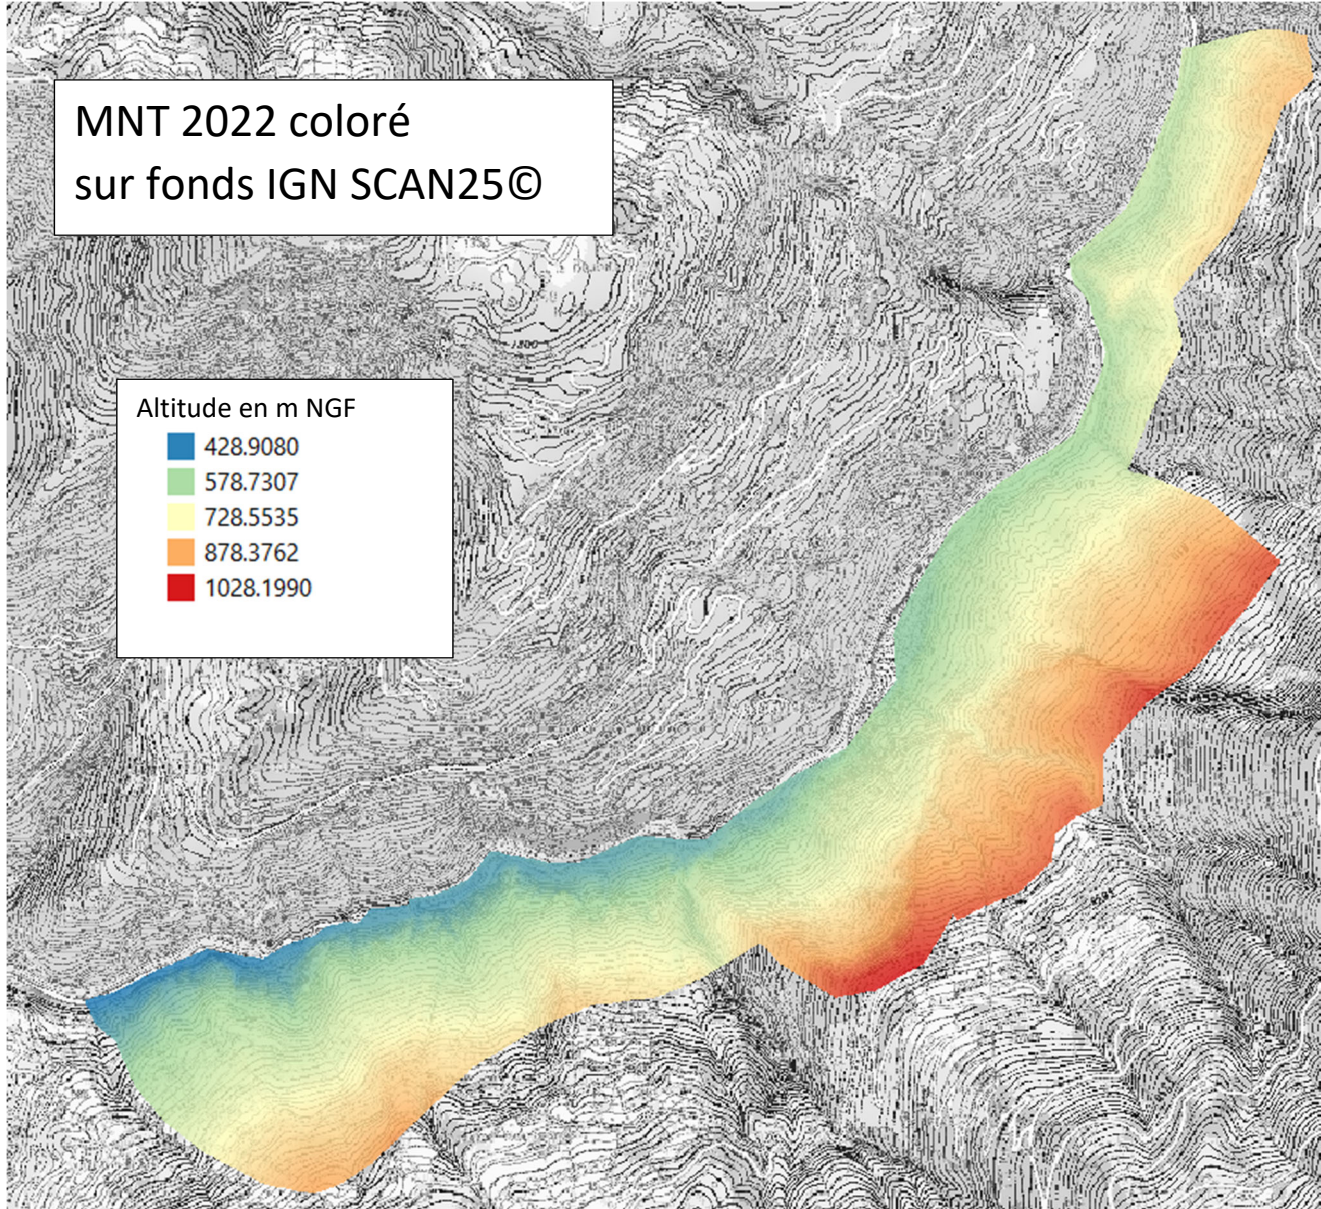 MNT 2022 coloré
sur fonds IGN SCAN25©
Altitude en m NGF
428.9080
578.7307
728.5535
878.3762
1028.1990